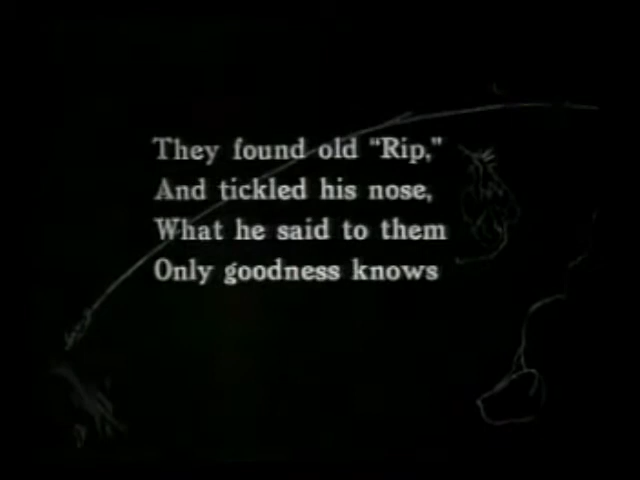 They found old “Rip,”
And tickled his nose,
What he said to them
Only goodness knows